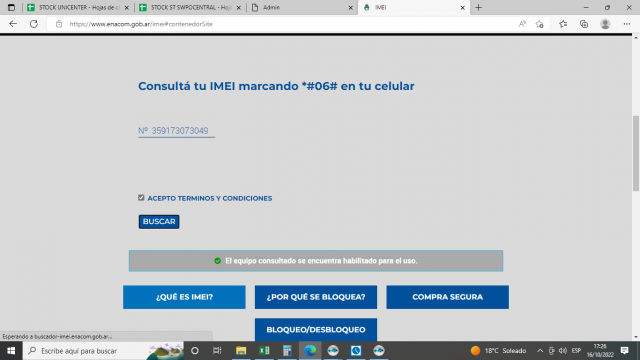 STOCK UNICENTER - Hojas de cá
STOCK ST SWPOCENTRAL - Hoja
Admin
IMEI
https://www.enacom.gob.ar/imei#contenedorSite
Consultá tu IMEI marcando *#06# en tu celular
Nº 359173073049
ACEPTO TERMINOS Y CONDICIONES
BUSCAR
El equipo consultado se encuentra habilitado para el uso.
¿QUÉ ES IMEI?
¿POR QUÉ SE BLOQUEA?
COMPRA SEGURA
BLOQUEO/DESBLOQUEO
Esperando a buscador-imei.enacom.gob.ar...
Escribe aquí para buscar
18°C Soleado
ESP
17:26
16/10/2022